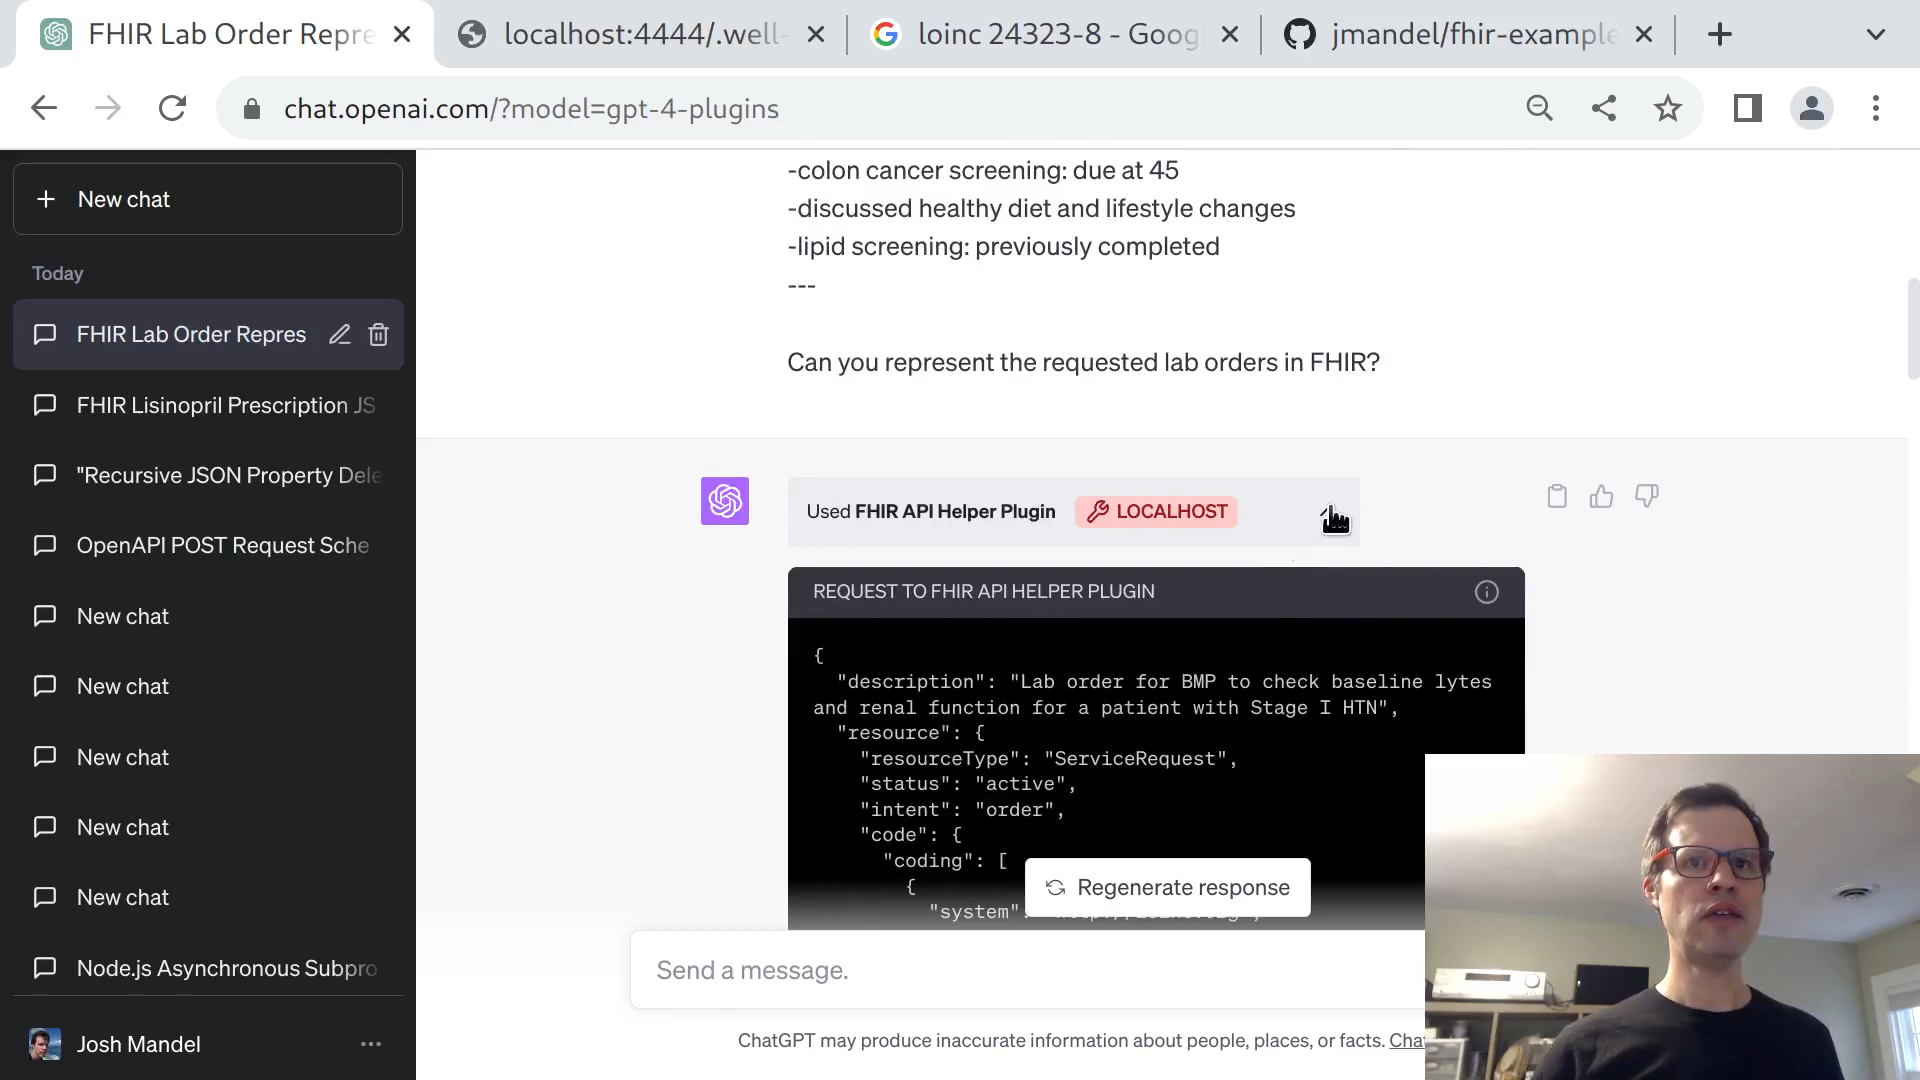 FHIR Lab Order Repre
localhost:4444/.well-
loinc 24323-8 - Goog
jmandel/fhir-example
chat.openai.com/?model=gpt-4-plugins
New chat
Today
FHIR Lab Order Repres
FHIR Lisinopril Prescription JS
"Recursive JSON Property Dele
OpenAPI POST Request Sche
New chat
New chat
New chat
New chat
New chat
Node.js Asynchronous Subpro
Josh Mandel
-colon cancer screening: due at 45
-discussed healthy diet and lifestyle changes
-lipid screening: previously completed
---
Can you represent the requested lab orders in FHIR?
Used FHIR API Helper Plugin LOCALHOST
REQUEST TO FHIR API HELPER PLUGIN
{
"description": "Lab order for BMP to check baseline lytes
and renal function for a patient with Stage I HTN",
"resource": {
"resourceType": "ServiceRequest",
"status": "active",
"intent": "order",
"code": {
"coding": [
{
"system":
Regenerate response
Send a message.
ChatGPT may produce inaccurate information about people, places, or facts. Cha